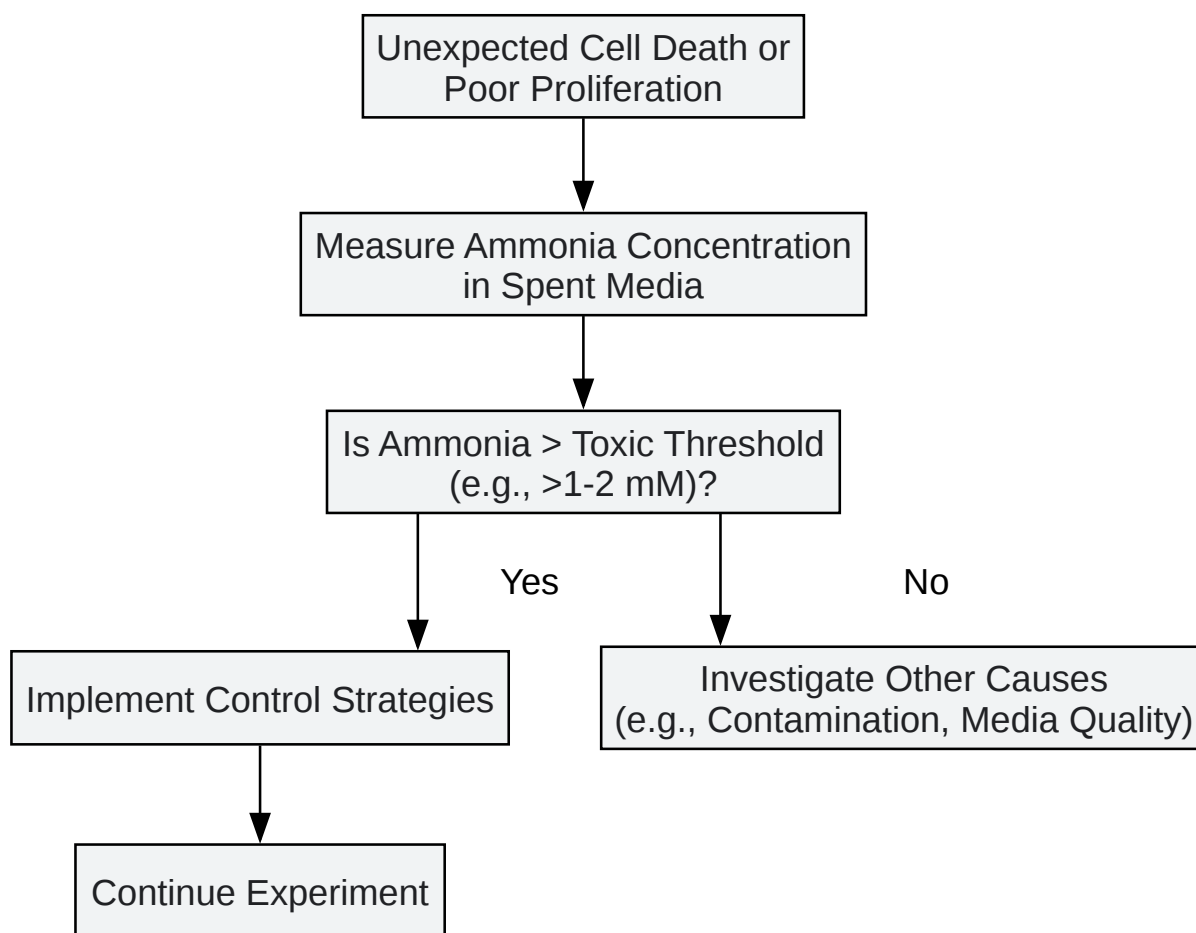 Unexpected Cell Death or
Poor Proliferation
Measure Ammonia Concentration
in Spent Media
Is Ammonia > Toxic Threshold
(e.g., >1-2 mM)?
Yes
No
Implement Control Strategies
Investigate Other Causes
(e.g., Contamination, Media Quality)
Continue Experiment